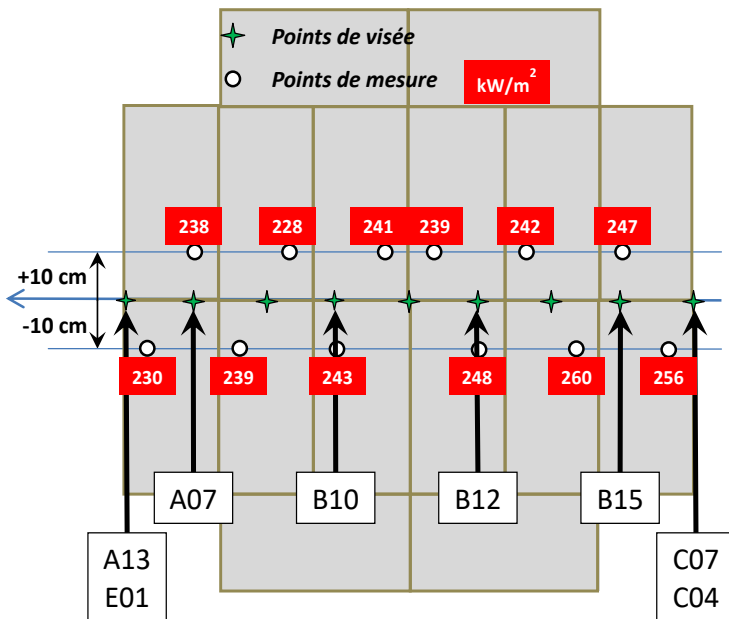 Points de visée
Points de mesure
kW/m²
238 228 241 239 242 247
+10 cm
-10 cm
230 239 243 248 260 256
A07 B10 B12 B15
A13
E01
C07
C04